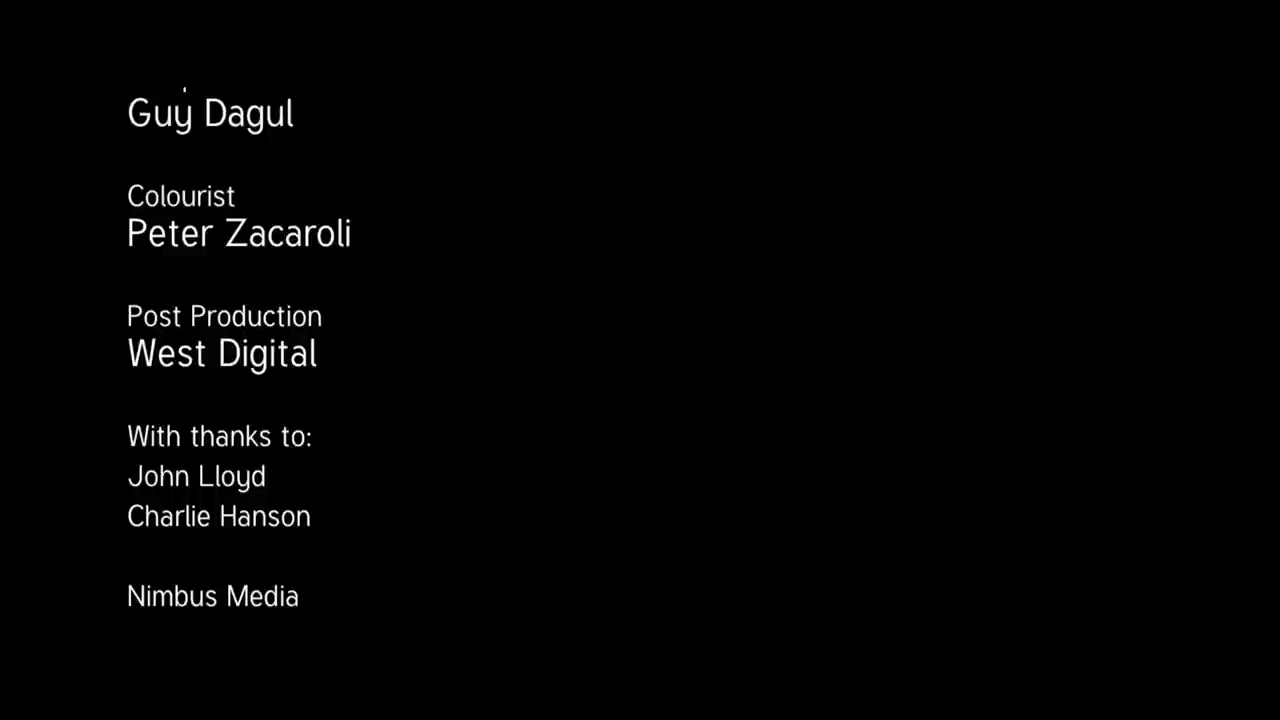 Guy Dagul
Colourist
Peter Zacaroli
Post Production
West Digital
With thanks to:
John Lloyd
Charlie Hanson
Nimbus Media